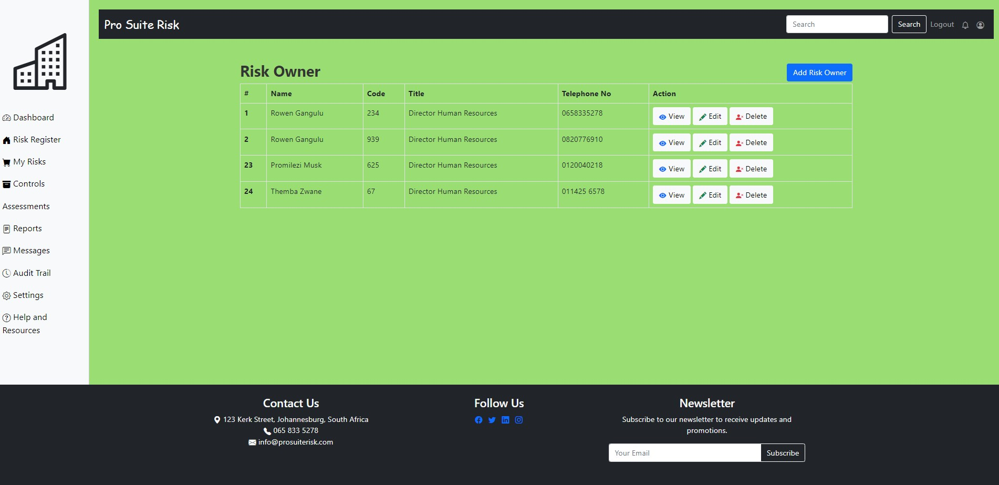 Pro Suite Risk
Search
Search
Logout
Dashboard
Risk Register
My Risks
Controls
Assessments
Reports
Messages
Audit Trail
Settings
Help and
Resources
Risk Owner
Add Risk Owner
# Name Code Title Telephone No Action
1 Rowen Gangulu 234 Director Human Resources 0658335278 View Edit Delete
2 Rowen Gangulu 939 Director Human Resources 0820776910 View Edit Delete
23 Promilezi Musk 625 Director Human Resources 0120040218 View Edit Delete
24 Themba Zwane 67 Director Human Resources 011425 6578 View Edit Delete
Contact Us
123 Kerk Street, Johannesburg, South Africa
065 833 5278
info@prosuiterisk.com
Follow Us
Newsletter
Subscribe to our newsletter to receive updates and
promotions.
Your Email
Subscribe